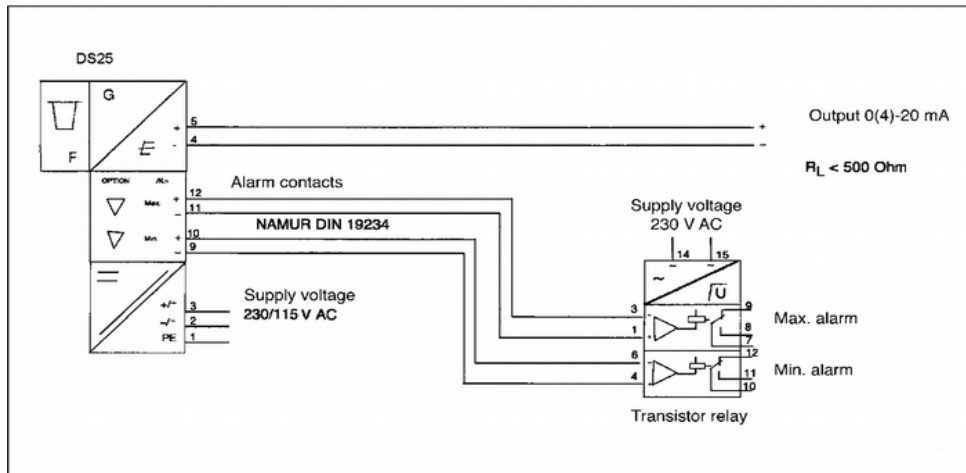 DS25
G
F
E
+ 5
- 4
+
-
Output 0(4)-20 mA
RL < 500 Ohm
OPTION
Max. + 12
- 11
Min. + 10
- 9
Alarm contacts
NAMUR DIN 19234
+/~ 3
-/~ 2
PE 1
Supply voltage
230/115 V AC
Supply voltage
230 V AC
~ 14
~ 15
~
U
3 -
1 +
9
8
7
Max. alarm
6 -
4 +
12
11
10
Min. alarm
Transistor relay